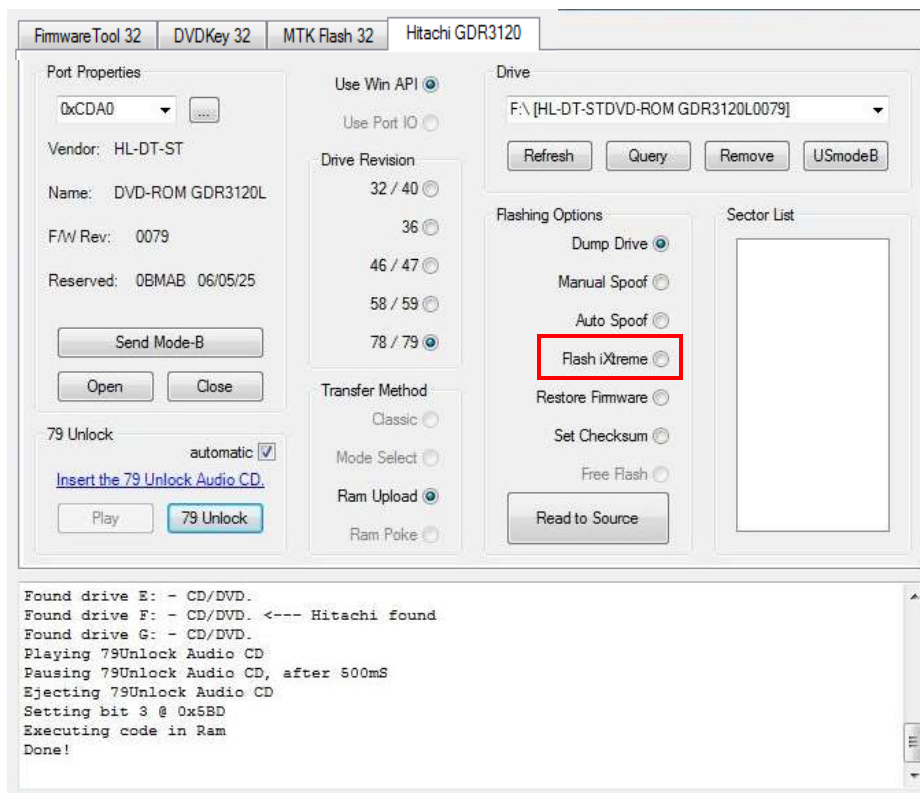 FirmwareTool 32 DVDKey 32 MTK Flash 32 Hitachi GDR3120
Port Properties
0xCDA0 ...
Vendor: HL-DT-ST
Name: DVD-ROM GDR3120L
F/W Rev: 0079
Reserved: 0BMAB 06/05/25
Send Mode-B
Open Close
79 Unlock
automatic
Insert the 79 Unlock Audio CD.
Play 79 Unlock
Use Win API
Use Port IO
Drive Revision
32 / 40
36
46 / 47
58 / 59
78 / 79
Transfer Method
Classic
Mode Select
Ram Upload
Ram Poke
Drive
F:\ [HL-DT-STDVD-ROM GDR3120L0079]
Refresh Query Remove USmodeB
Flashing Options
Dump Drive
Manual Spoof
Auto Spoof
Flash iXtreme
Restore Firmware
Set Checksum
Free Flash
Read to Source
Sector List
Found drive E: - CD/DVD.
Found drive F: - CD/DVD. <--- Hitachi found
Found drive G: - CD/DVD.
Playing 79Unlock Audio CD
Pausing 79Unlock Audio CD, after 500mS
Ejecting 79Unlock Audio CD
Setting bit 3 @ 0x5BD
Executing code in Ram
Done!